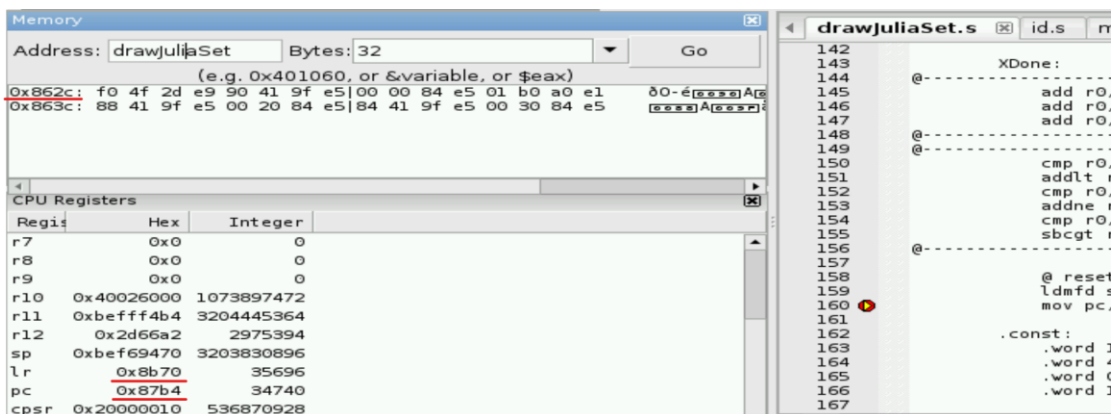 Memory
Address: drawJuliaSet Bytes: 32 Go
(e.g. 0x401060, or &variable, or $eax)
0x862c: f0 4f 2d e9 90 41 9f e5|00 00 84 e5 01 b0 a0 e1
0x863c: 88 41 9f e5 00 20 84 e5|84 41 9f e5 00 30 84 e5
CPU Registers
Regis Hex Integer
r7 0x0 0
r8 0x0 0
r9 0x0 0
r10 0x40026000 1073897472
r11 0xbefff4b4 3204445364
r12 0x2d66a2 2975394
sp 0xbef69470 3203830896
lr 0x8b70 35696
pc 0x87b4 34740
cpsr 0x20000010 536870928
drawJuliaSet.s id.s m
142
143 XDone:
144 @------------------
145 add r0,
146 add r0,
147 add r0,
148 @------------------
149 @------------------
150 cmp r0,
151 addlt r
152 cmp r0,
153 addne r
154 cmp r0,
155 sbcgt r
156 @------------------
157
158 @ reset
159 ldmfd s
160 mov pc,
161
162 .const:
163 .word 1
164 .word 4
165 .word 0
166 .word 1
167